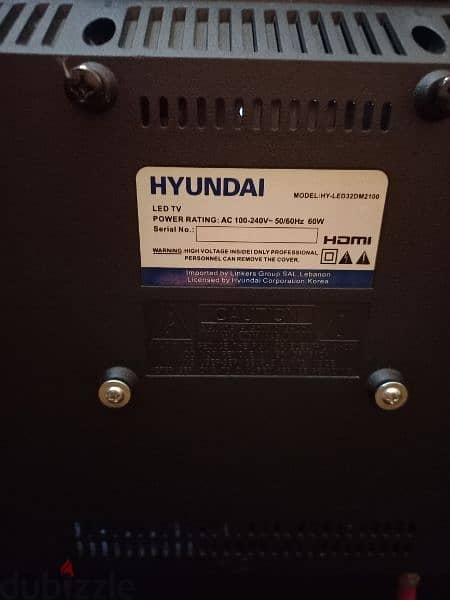 HYUNDAI
MODEL:HY-LED32DM2100
LED TV
POWER RATING: AC 100-240V~ 50/60Hz 60W
Serial No.:
HDMI
WARNING: HIGH VOLTAGE INSIDE! ONLY PROFESSIONAL
PERSONNEL CAN REMOVE THE COVER.
Imported by Linkers Group SAL, Lebanon
Licensed by Hyundai Corporation, Korea
CAUTION
dubizzle